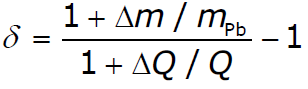 δ = (1 + Δm / m_Pb) / (1 + ΔQ / Q) − 1